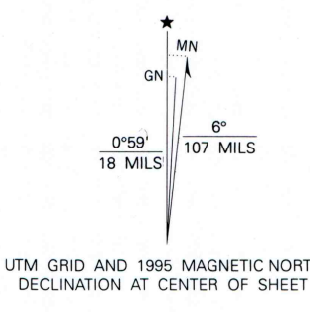 ★
MN
GN
0°59'
18 MILS
6°
107 MILS
UTM GRID AND 1995 MAGNETIC NORT
DECLINATION AT CENTER OF SHEET